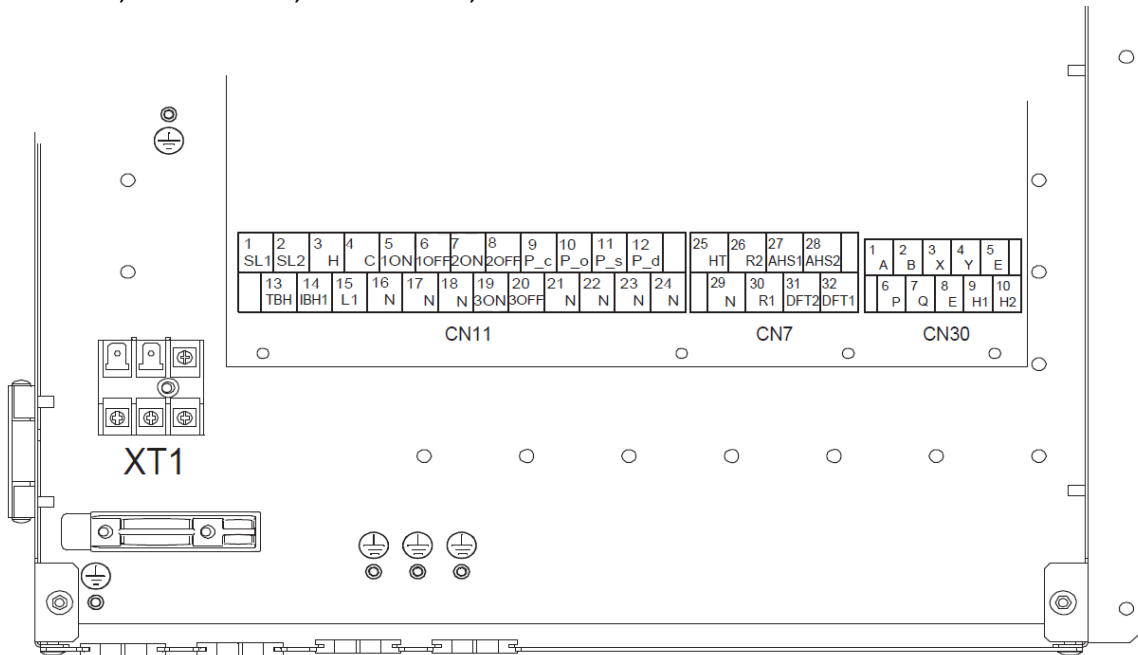 1 2 3 4 5 6 7 8 9 10 11 12
SL1 SL2 H C 1ON 1OFF 2ON 2OFF P_c P_o P_s P_d
13 14 15 16 17 18 19 20 21 22 23 24
TBH IBH1 L1 N N N 3ON 3OFF N N N N
CN11
25 26 27 28
HT R2 AHS1 AHS2
29 30 31 32
N R1 DFT2 DFT1
CN7
1 2 3 4 5
A B X Y E
6 7 8 9 10
P Q E H1 H2
CN30
XT1